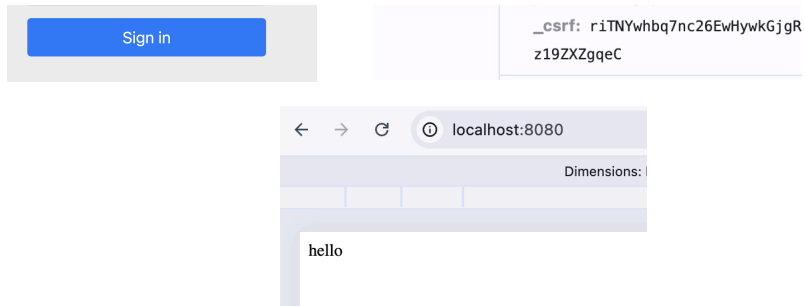 Sign in
_csrf: riTNYwhbq7nc26EwHywkGjgR
z19ZXZgqeC
localhost:8080
Dimensions:
hello